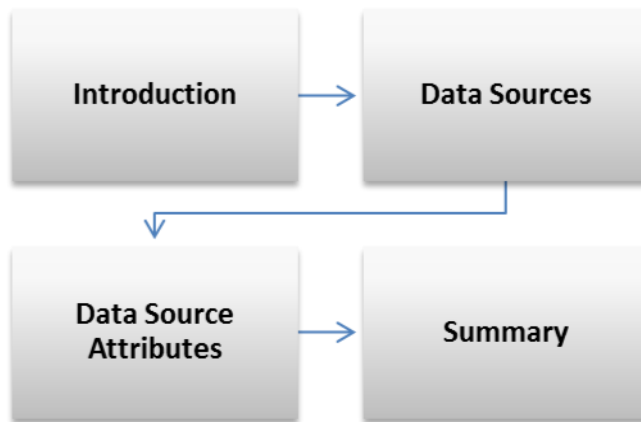 Introduction
Data Sources
Data Source
Attributes
Summary